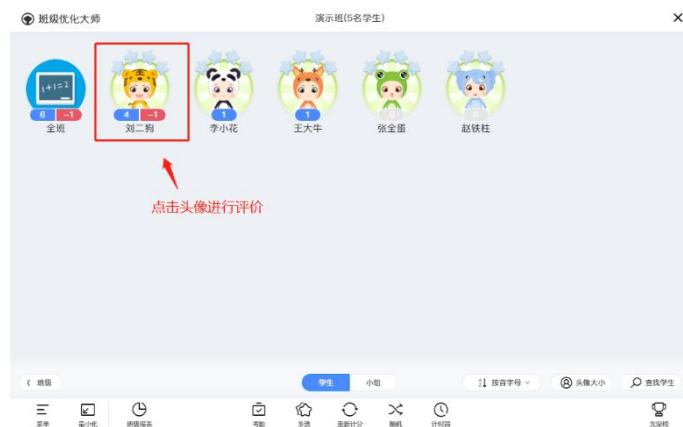 班级优化大师
演示班(5名学生)
1+1=2
6 -1
4 -1
1
1
0
0
全班
刘二狗
李小花
王大牛
张全蛋
赵铁柱
点击头像进行评价
班级
学生
小组
按首字母
头像大小
查找学生
菜单
最小化
班级报表
考勤
多选
重新计分
随机
计时器
光荣榜